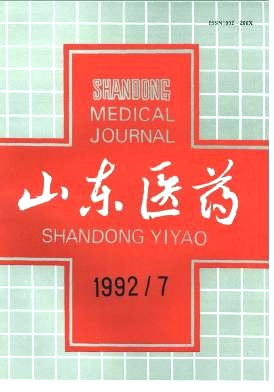 SHANDONG
MEDICAL
JOURNAL
山东医药
SHANDONG YIYAO
1992/7